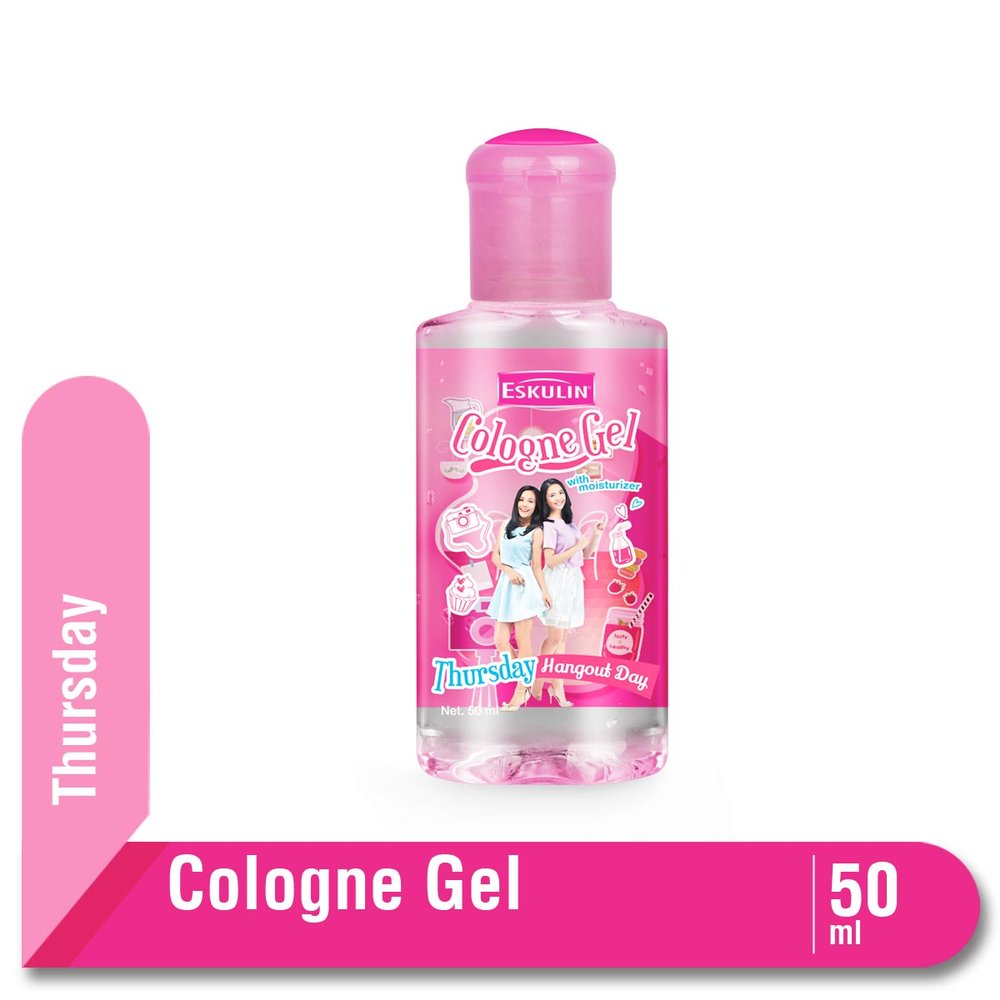 ESKULIN
Cologne Gel
with moisturizer
Thursday Hangout Day
Net. 50 ml
Thursday
Cologne Gel
50
ml